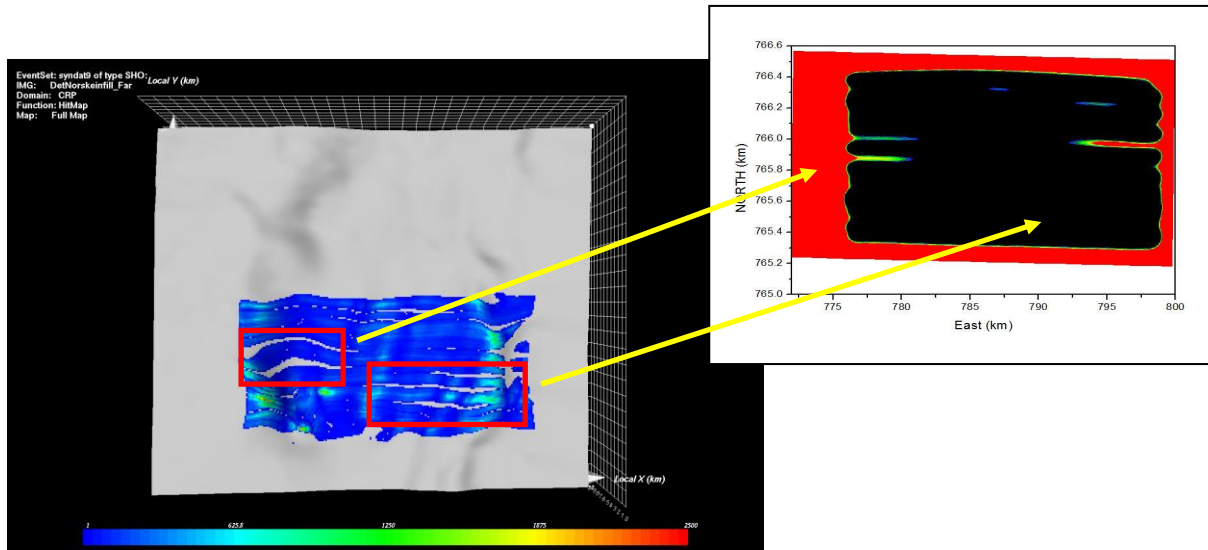 EventSet: syndat9 of type SHO:
IMG: DetNorskeinfill_Far
Domain: CRP
Function: HitMap
Map: Full Map
Local Y (km)
Local X (km)
1 625.8 1250 1875 2500
766.6
766.4
766.2
766.0
765.8
765.6
765.4
765.2
765.0
NORTH (km)
775 780 785 790 795 800
East (km)